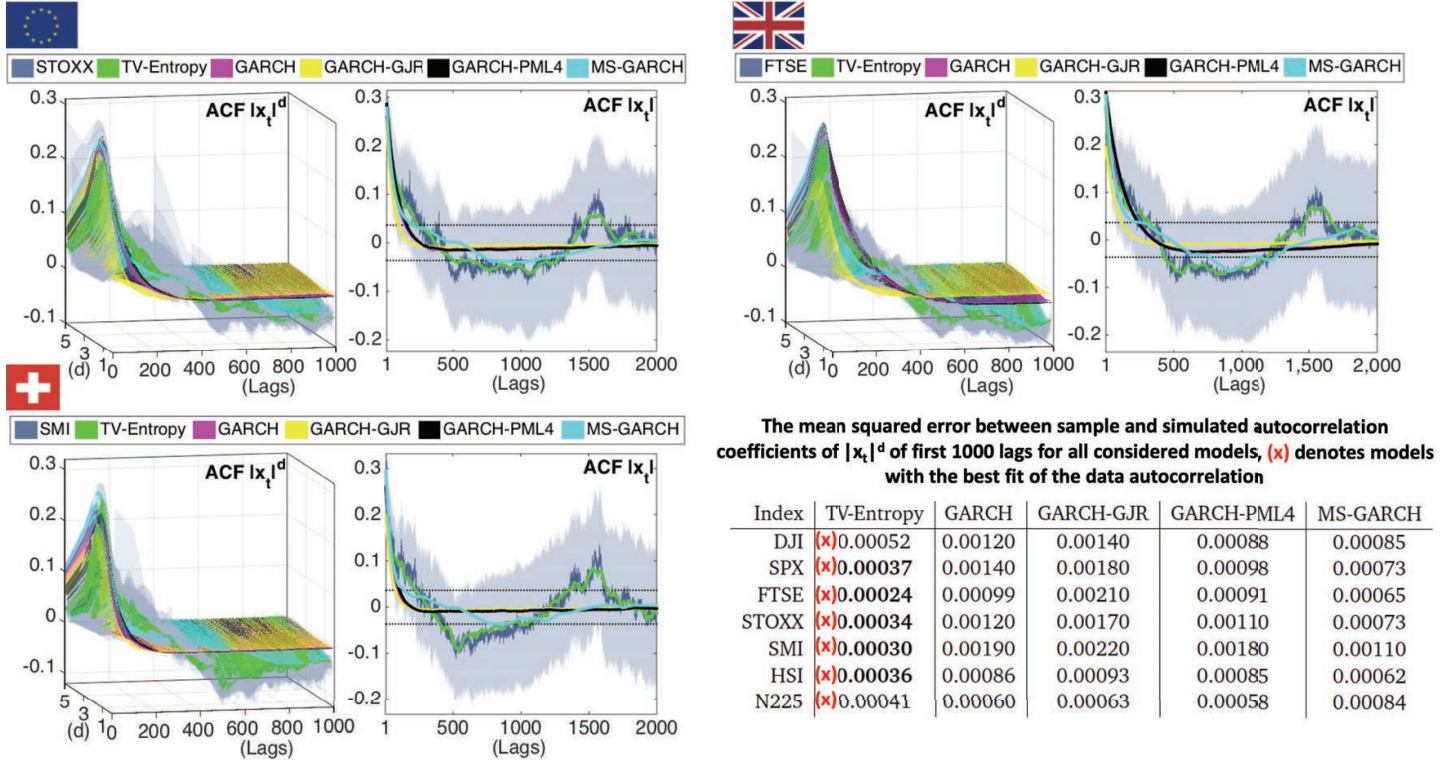 STOXX TV-Entropy GARCH GARCH-GJR GARCH-PML4 MS-GARCH
ACF |x_t|^d
0.3
0.2
0.1
0
-0.1
5
3
1
(d)
0 200 400 600 800 1000
(Lags)
ACF |x_t|
0.3
0.2
0.1
0
-0.1
-0.2
1 500 1000 1500 2000
(Lags)
FTSE TV-Entropy GARCH GARCH-GJR GARCH-PML4 MS-GARCH
ACF |x_t|^d
0.3
0.2
0.1
0
-0.1
5
3
1
(d)
0 200 400 600 800 1000
(Lags)
ACF |x_t|
0.3
0.2
0.1
0
-0.1
-0.2
1 500 1,000 1,500 2,000
(Lags)
SMI TV-Entropy GARCH GARCH-GJR GARCH-PML4 MS-GARCH
ACF |x_t|^d
0.3
0.2
0.1
0
-0.1
5
3
1
(d)
0 200 400 600 800 1000
(Lags)
ACF |x_t|
0.3
0.2
0.1
0
-0.1
-0.2
1 500 1000 1500 2000
(Lags)
The mean squared error between sample and simulated autocorrelation
coefficients of |x_t|^d of first 1000 lags for all considered models, (x) denotes models
with the best fit of the data autocorrelation
Index TV-Entropy GARCH GARCH-GJR GARCH-PML4 MS-GARCH
DJI (x)0.00052 0.00120 0.00140 0.00088 0.00085
SPX (x)0.00037 0.00140 0.00180 0.00098 0.00073
FTSE (x)0.00024 0.00099 0.00210 0.00091 0.00065
STOXX (x)0.00034 0.00120 0.00170 0.00110 0.00073
SMI (x)0.00030 0.00190 0.00220 0.00180 0.00110
HSI (x)0.00036 0.00086 0.00093 0.00085 0.00062
N225 (x)0.00041 0.00060 0.00063 0.00058 0.00084